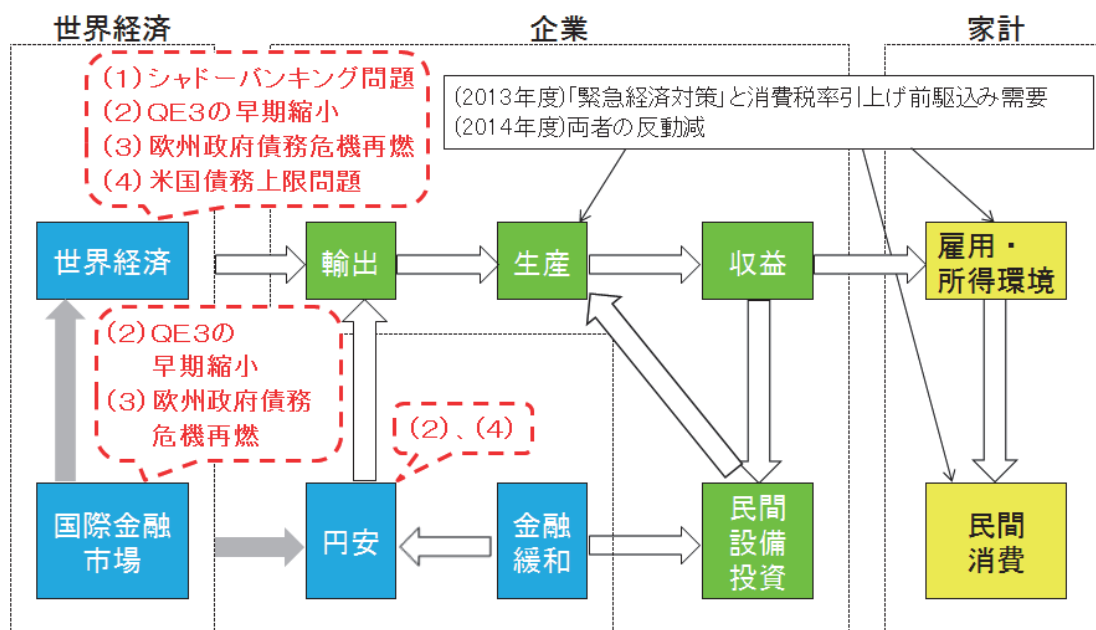 世界経済
企業
家計
(1)シャドーバンキング問題
(2)QE3の早期縮小
(3)欧州政府債務危機再燃
(4)米国債務上限問題
(2013年度)「緊急経済対策」と消費税率引上げ前駆込み需要
(2014年度)両者の反動減
世界経済
輸出
生産
収益
雇用・
所得環境
(2)QE3の
早期縮小
(3)欧州政府債務
危機再燃
(2)、(4)
国際金融
市場
円安
金融
緩和
民間
設備
投資
民間
消費